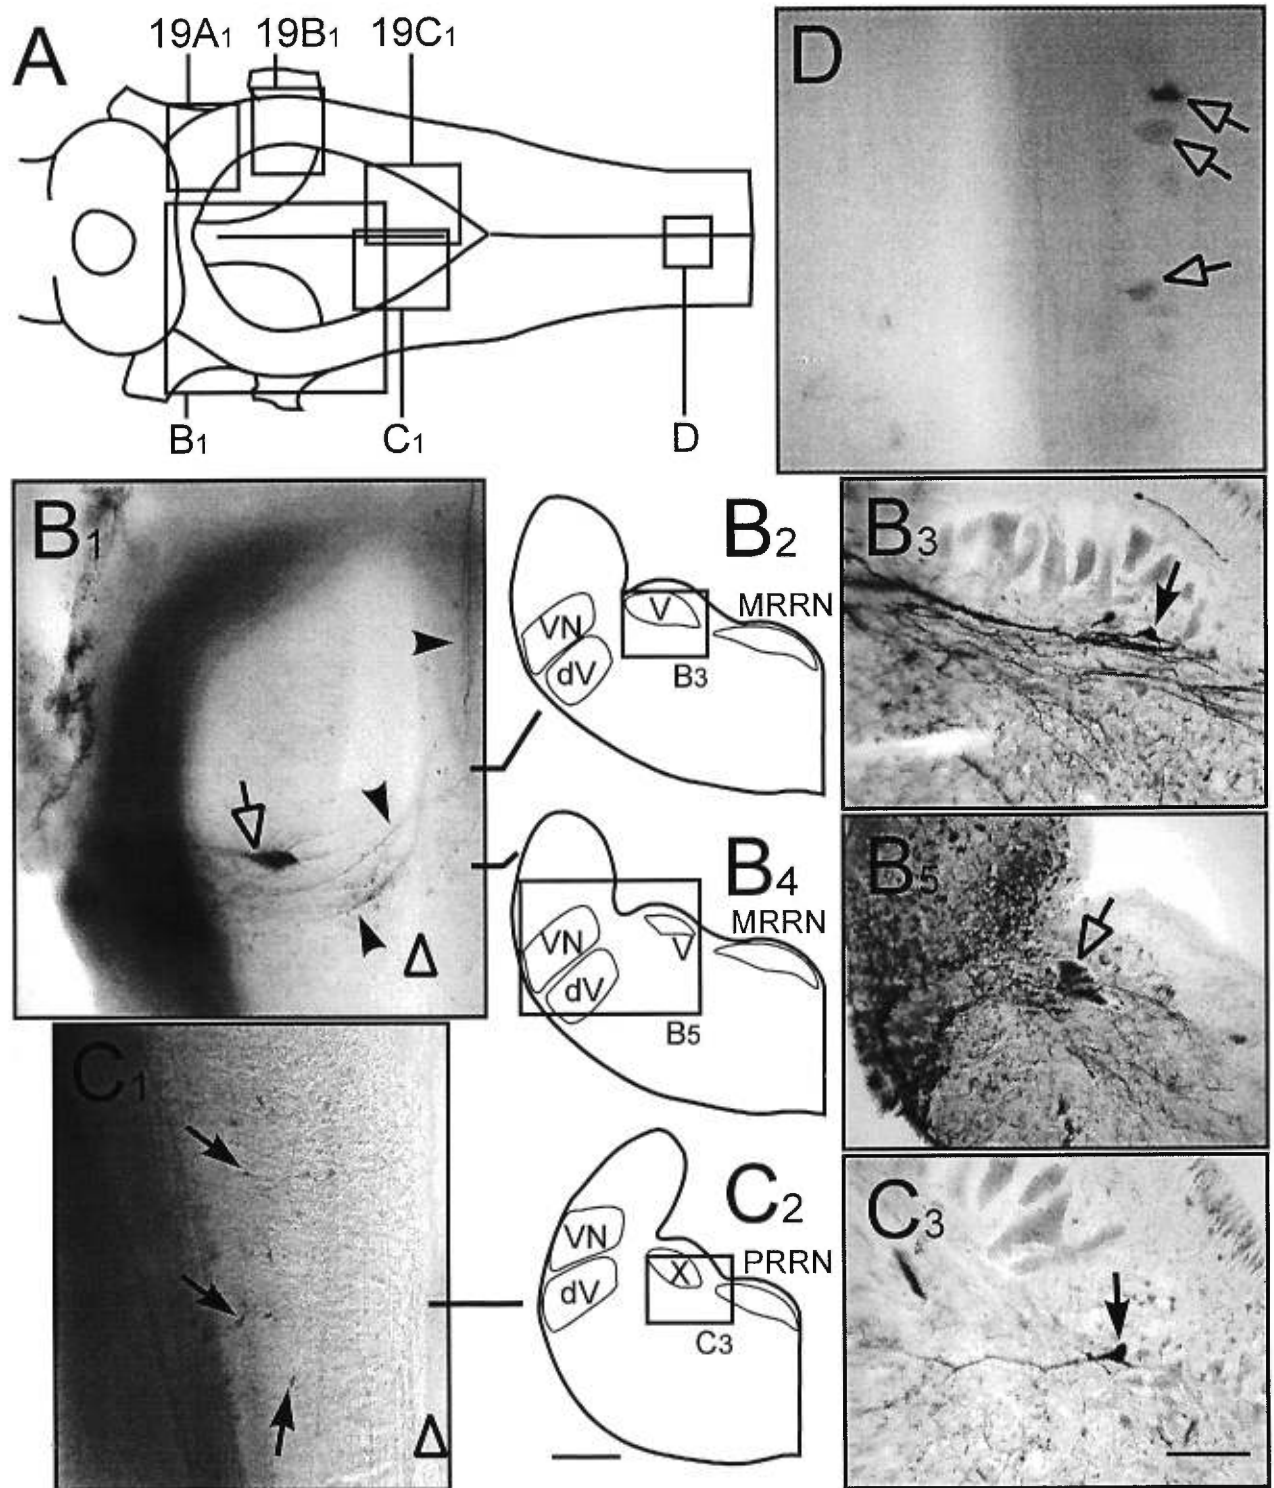 A
19A1 19B1 19C1
B1 C1 D
D
B1
B2
VN
dV
V
MRRN
B3
B3
B4
VN
dV
V
MRRN
B5
B5
C1
C2
VN
dV
X
PRRN
C3
C3